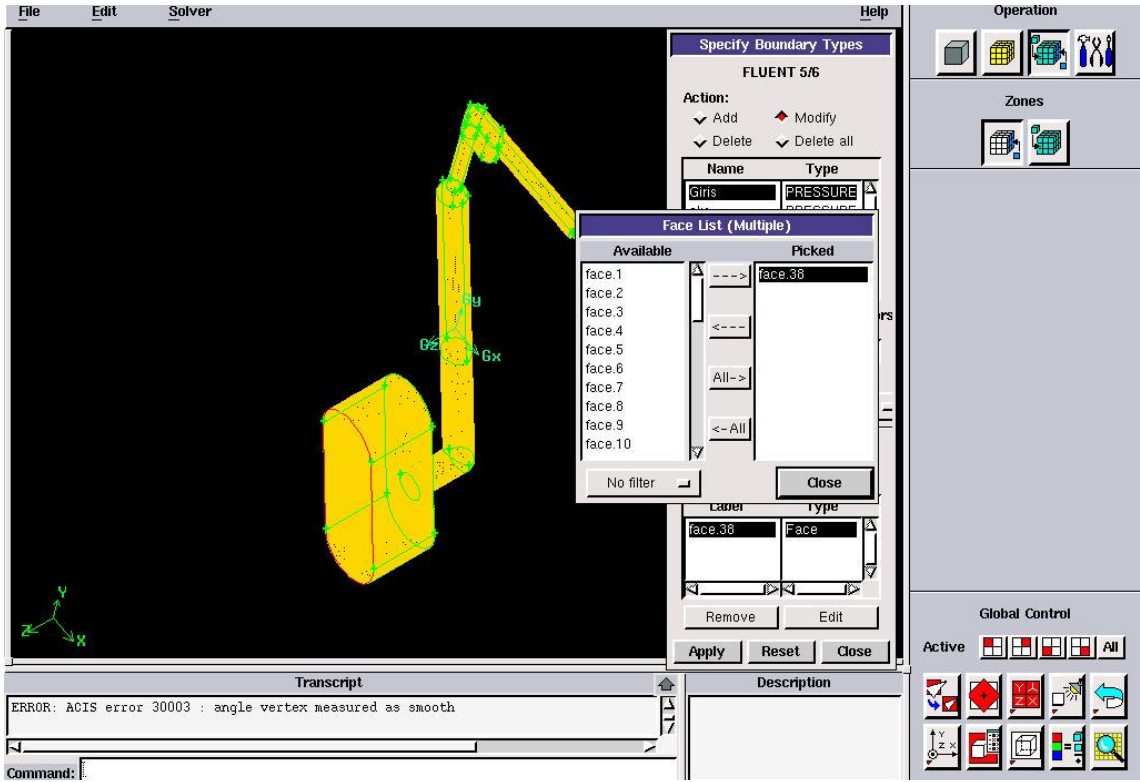 File Edit Solver Help
Operation
Specify Boundary Types
FLUENT 5/6
Action:
Add Modify
Delete Delete all
Name Type
Giris PRESSURE
PRESSURE
Zones
Face List (Multiple)
Available Picked
face.1
face.2
face.3
face.4
face.5
face.6
face.7
face.8
face.9
face.10
face.38
--->
<---
All->
<-All
No filter Close
rs
Label Type
face.38 Face
Remove Edit
Apply Reset Close
Gy
Gz Gx
Y
Z X
Global Control
Active All
Transcript
ERROR: ACIS error 30003 : angle vertex measured as smooth
Description
Command: